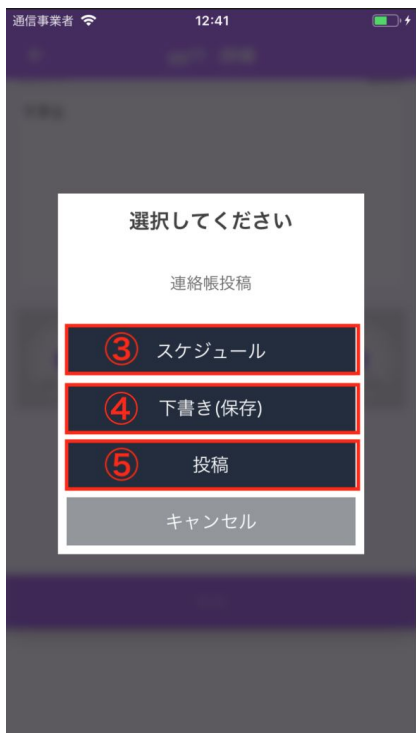 通信事業者 12:41
選択してください
連絡帳投稿
③ スケジュール
④ 下書き(保存)
⑤ 投稿
キャンセル